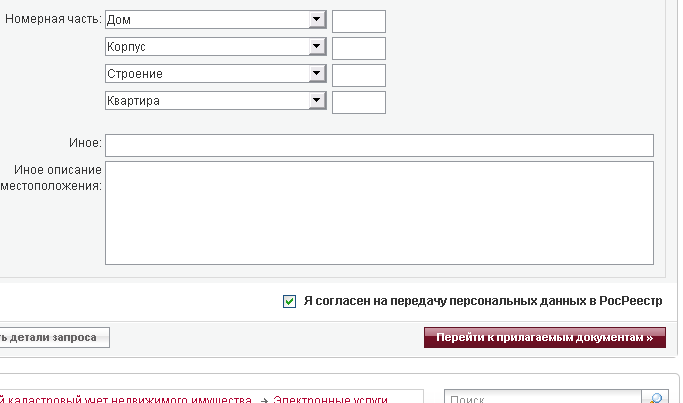 Номерная часть: Дом
Корпус
Строение
Квартира
Иное:
Иное описание
местоположения:
Я согласен на передачу персональных данных в РосРеестр
детали запроса
Перейти к прилагаемым документам »
кадастровый учет недвижимого имущества → Электронные услуги
Поиск